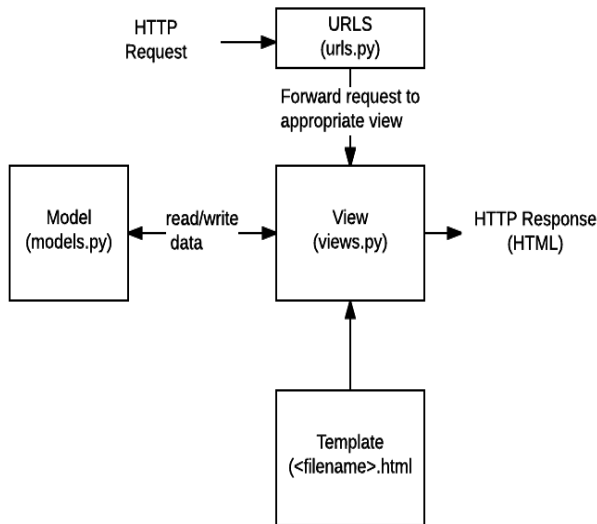 HTTP
Request
URLS
(urls.py)
Forward request to
appropriate view
Model
(models.py)
read/write
data
View
(views.py)
HTTP Response
(HTML)
Template
(<filename>.html